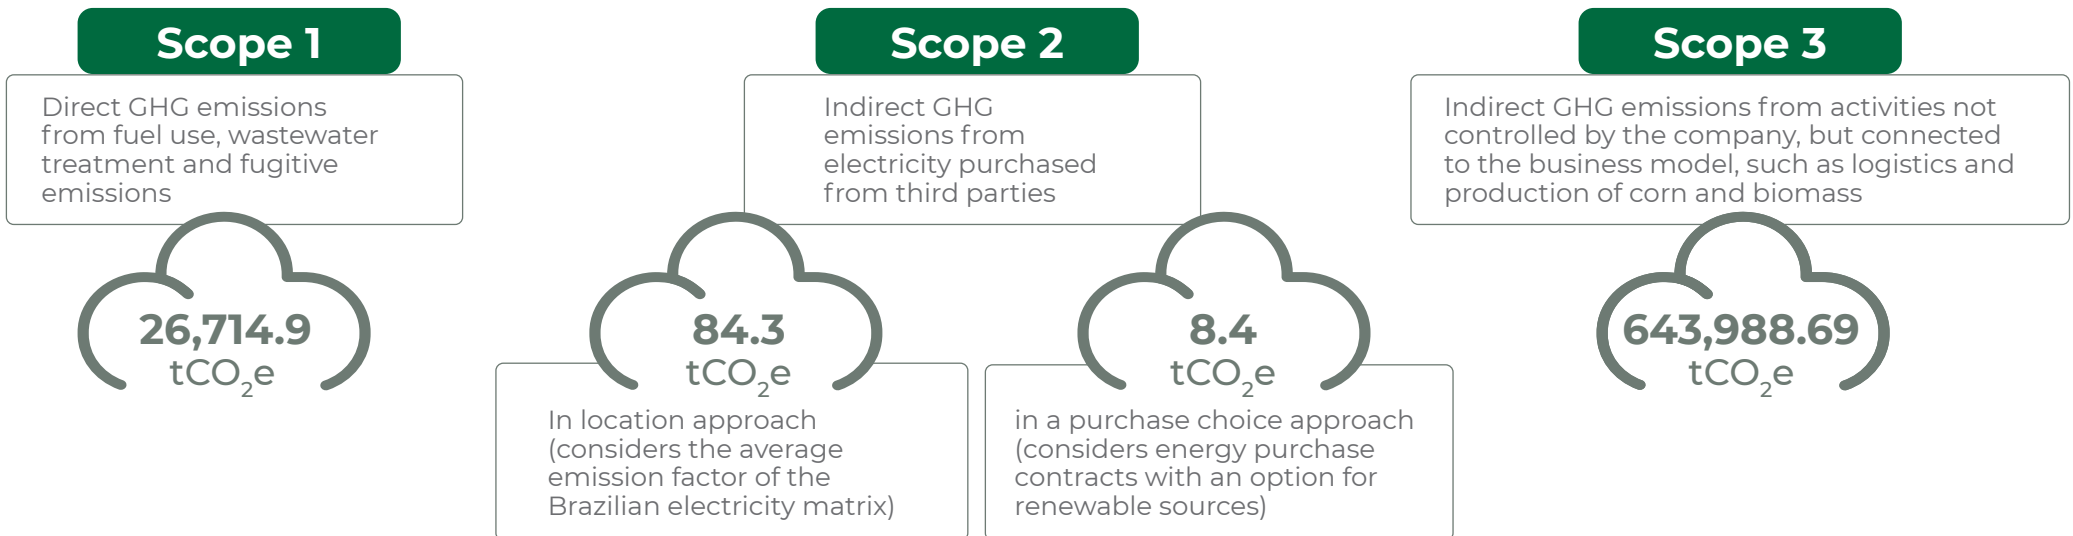 Scope 1
Direct GHG emissions
from fuel use, wastewater
treatment and fugitive
emissions
26,714.9
tCO₂e
Scope 2
Indirect GHG
emissions from
electricity purchased
from third parties
84.3
tCO₂e
In location approach
(considers the average
emission factor of the
Brazilian electricity matrix)
8.4
tCO₂e
in a purchase choice approach
(considers energy purchase
contracts with an option for
renewable sources)
Scope 3
Indirect GHG emissions from activities not
controlled by the company, but connected
to the business model, such as logistics and
production of corn and biomass
643,988.69
tCO₂e